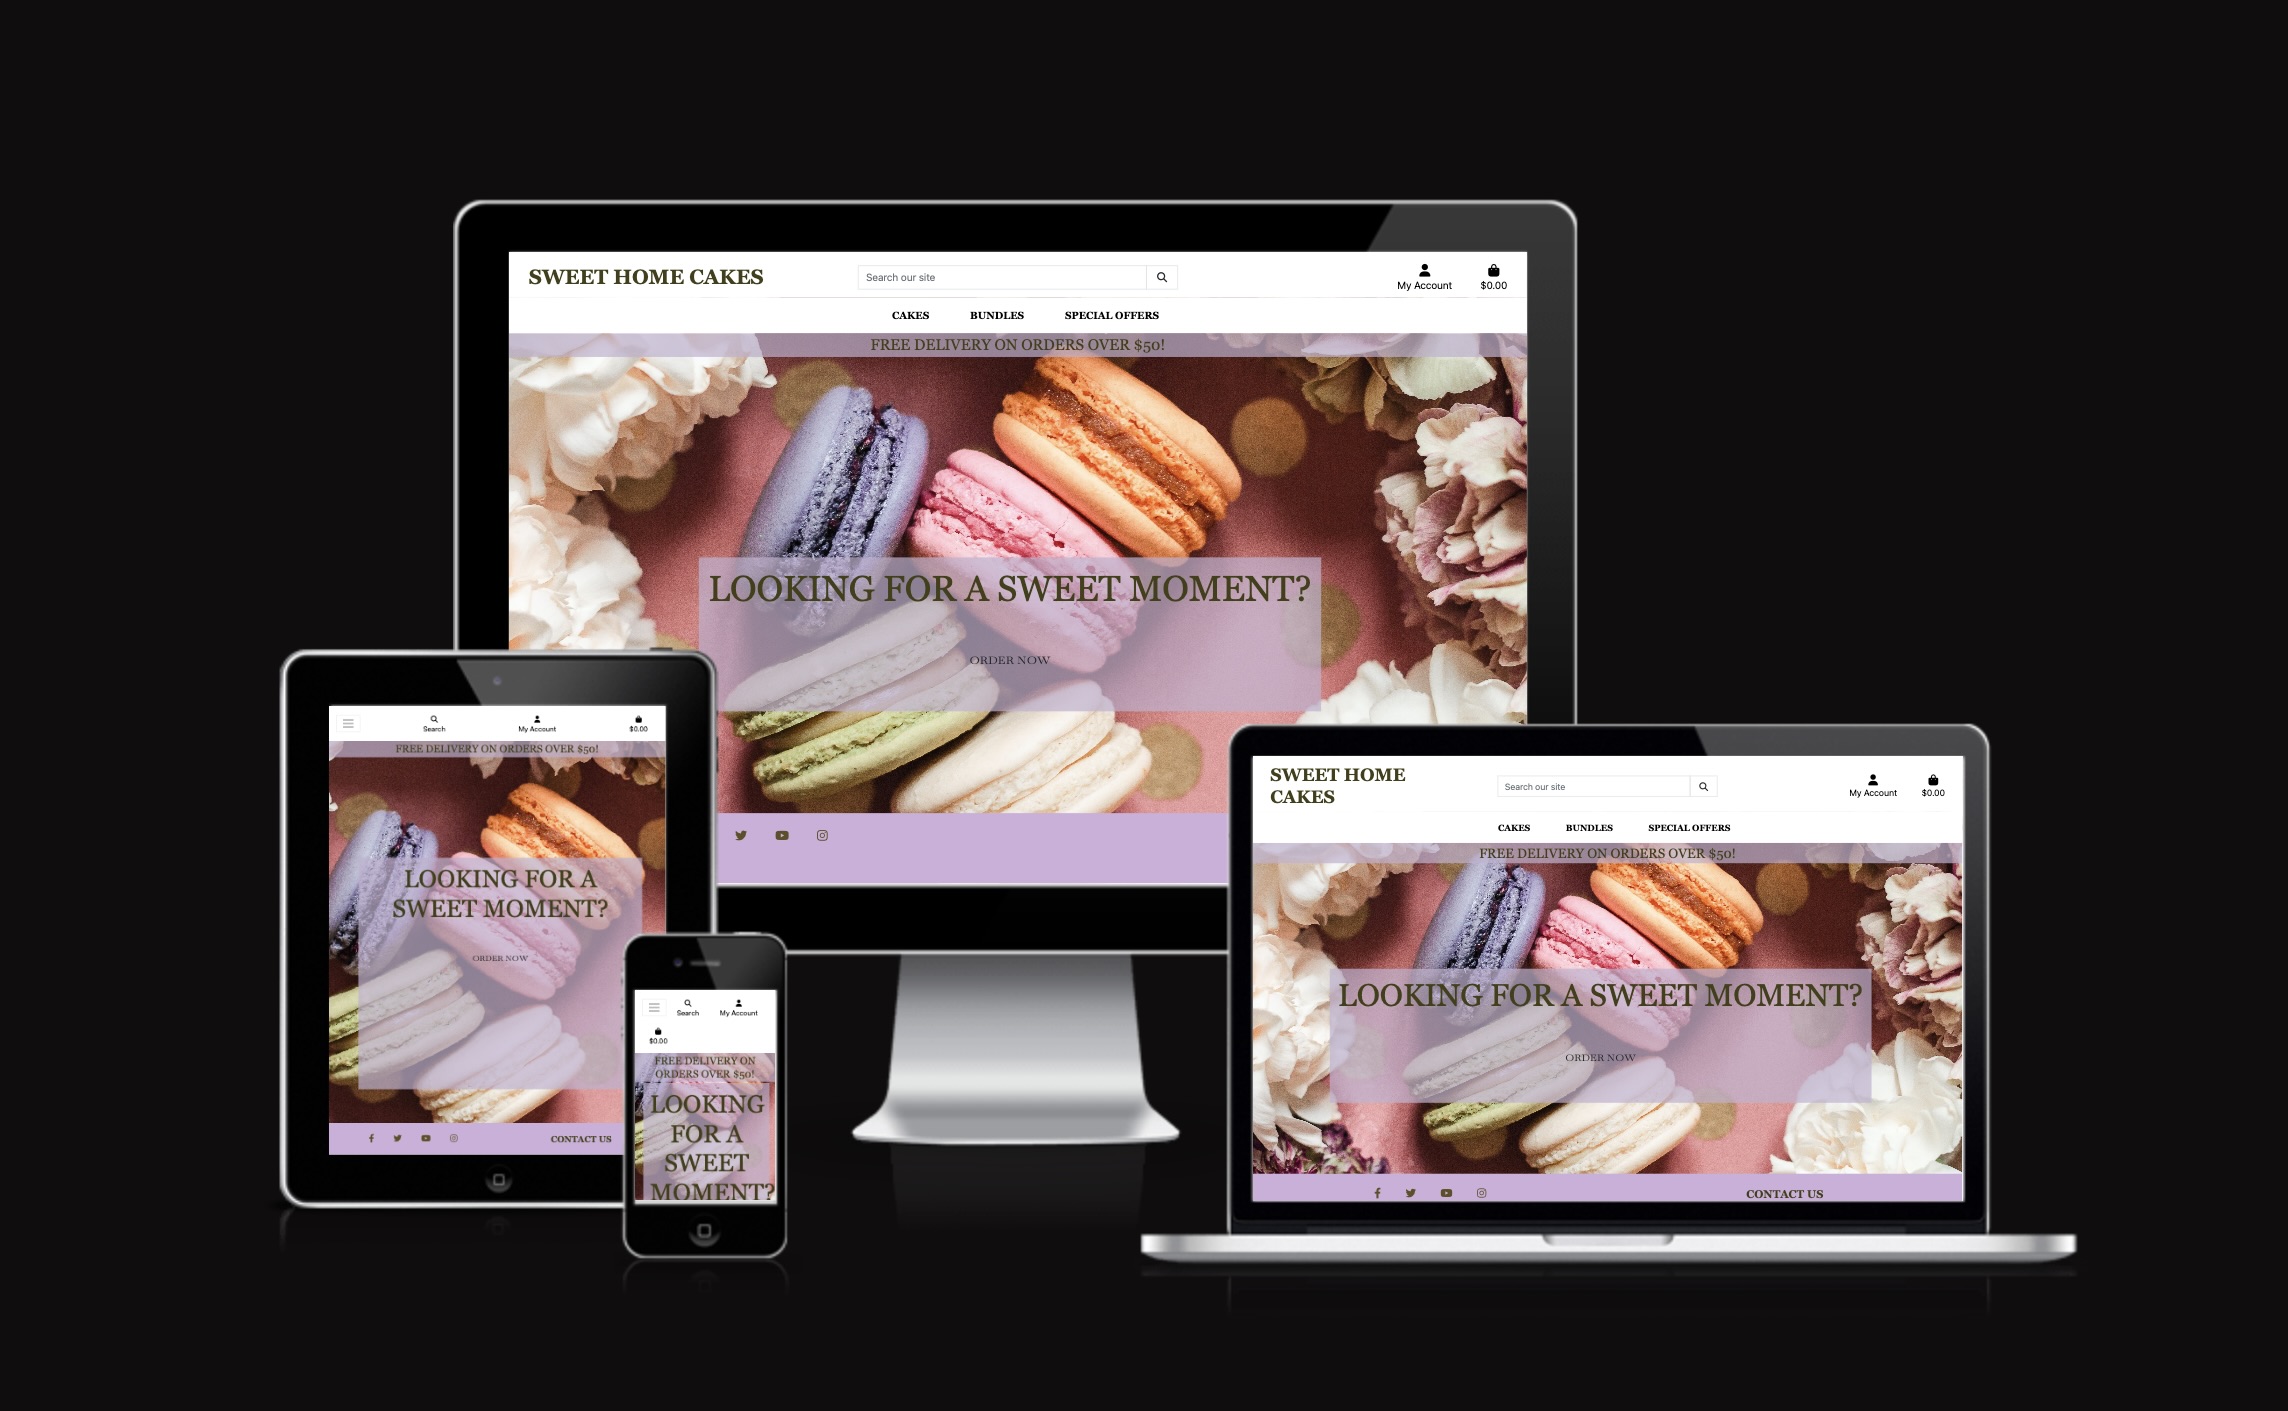 SWEET HOME CAKES
Search our site
My Account
$0.00
CAKES
BUNDLES
SPECIAL OFFERS
FREE DELIVERY ON ORDERS OVER $50!
LOOKING FOR A SWEET MOMENT?
ORDER NOW
Search
My Account
$0.00
FREE DELIVERY ON ORDERS OVER $50!
LOOKING FOR A
SWEET MOMENT?
ORDER NOW
CONTACT US
Search
My Account
$0.00
FREE DELIVERY ON
ORDERS OVER $50!
LOOKING
FOR A
SWEET
MOMENT?
SWEET HOME
CAKES
Search our site
My Account
$0.00
CAKES
BUNDLES
SPECIAL OFFERS
FREE DELIVERY ON ORDERS OVER $50!
LOOKING FOR A SWEET MOMENT?
ORDER NOW
CONTACT US